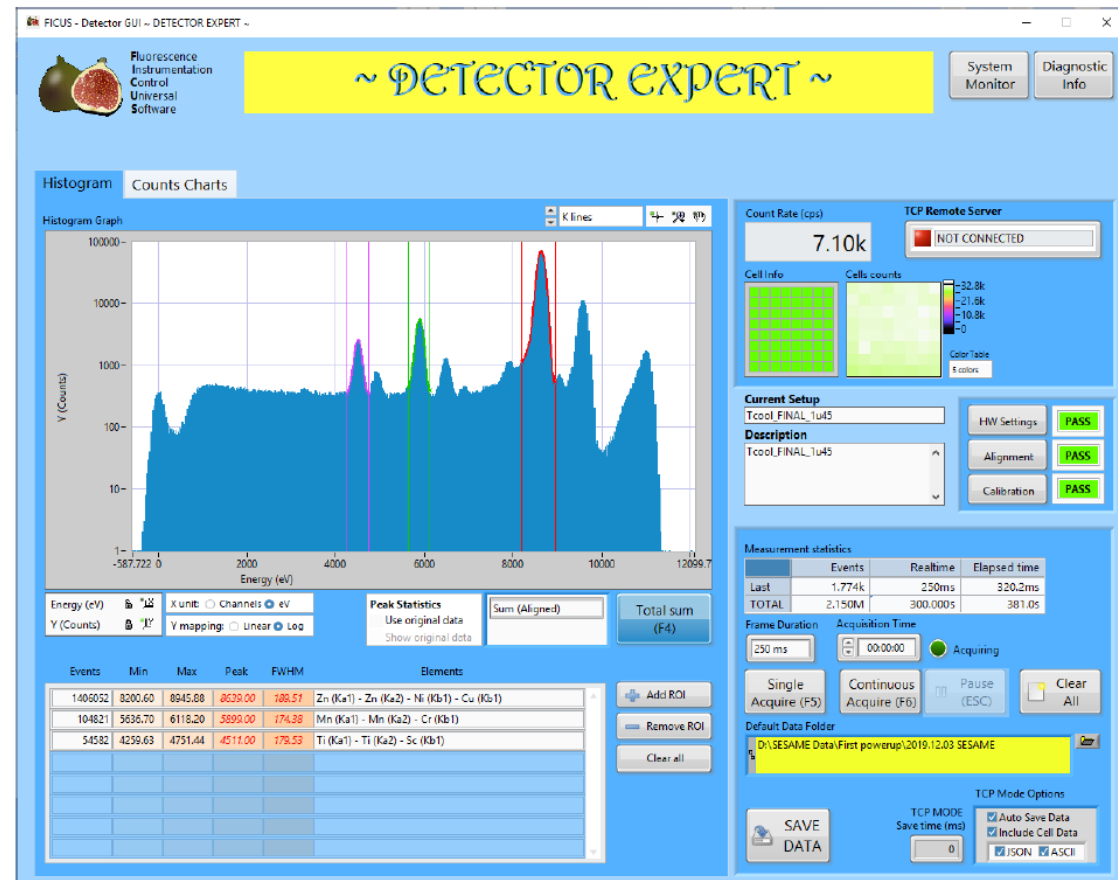 FICUS - Detector GUI ~ DETECTOR EXPERT ~
Fluorescence
Instrumentation
Control
Universal
Software
~ DETECTOR EXPERT ~
System
Monitor
Diagnostic
Info
Histogram
Counts Charts
Histogram Graph
K lines
100000
10000
1000
100
10
1
Y (Counts)
-587.722
0
2000
4000
6000
8000
10000
12099.7
Energy (eV)
Energy (eV)
Y (Counts)
X unit: Channels eV
Y mapping: Linear Log
Peak Statistics
Use original data
Show original data
Sum (Aligned)
Total sum
(F4)
Events Min Max Peak FWHM Elements
1406052 8200.60 8945.88 8639.00 189.51 Zn (Ka1) - Zn (Ka2) - Ni (Kb1) - Cu (Kb1)
104821 5636.70 6118.20 5899.00 174.38 Mn (Ka1) - Mn (Ka2) - Cr (Kb1)
54582 4259.63 4751.44 4511.00 179.53 Ti (Ka1) - Ti (Ka2) - Sc (Kb1)
Add ROI
Remove ROI
Clear all
Count Rate (cps)
7.10k
TCP Remote Server
NOT CONNECTED
Cell Info
Cells counts
32.8k
21.6k
10.8k
0
Color Table
5 colors
Current Setup
Tcool_FINAL_1u45
Description
Tcool_FINAL_1u45
HW Settings PASS
Alignment PASS
Calibration PASS
Measurement statistics
Events Realtime Elapsed time
Last 1.774k 250ms 320.2ms
TOTAL 2.150M 300.000s 381.0s
Frame Duration
250 ms
Acquisition Time
00:00:00
Acquiring
Single
Acquire (F5)
Continuous
Acquire (F6)
Pause
(ESC)
Clear
All
Default Data Folder
D:\SESAME Data\First powerup\2019.12.03 SESAME
SAVE
DATA
TCP MODE
Save time (ms)
0
TCP Mode Options
Auto Save Data
Include Cell Data
JSON ASCII